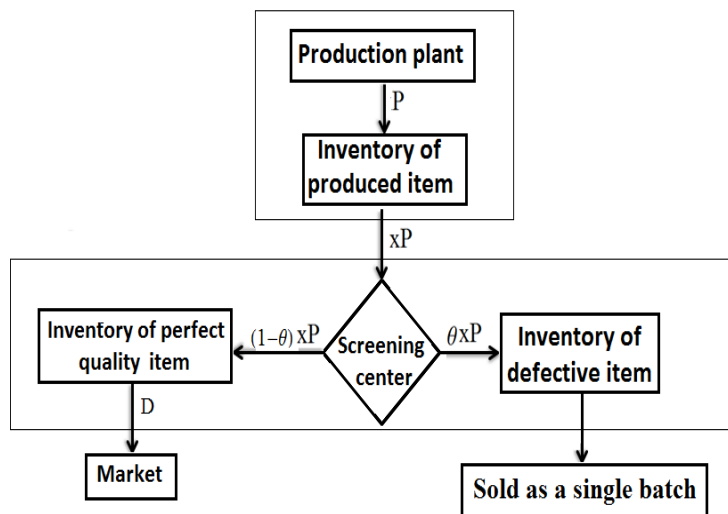 Production plant
P
Inventory of
produced item
xP
Inventory of perfect
quality item
(1−θ) xP
Screening
center
θxP
Inventory of
defective item
D
Market
Sold as a single batch